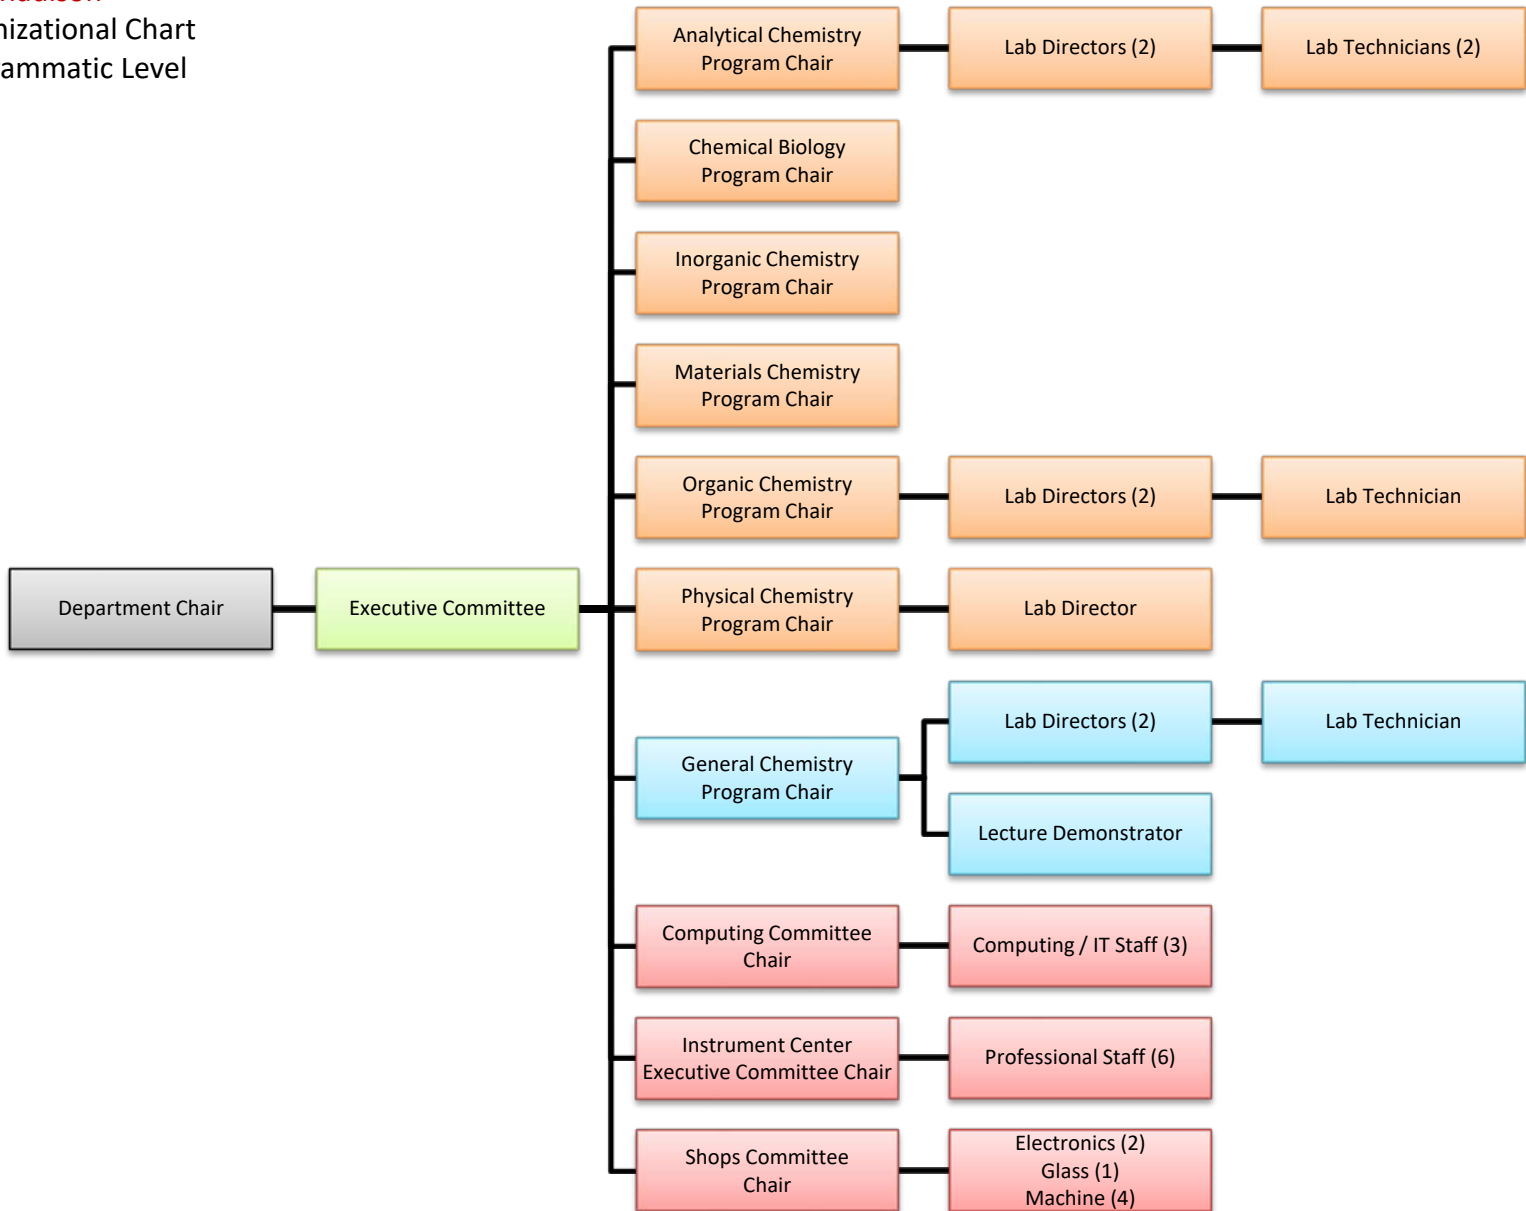 nizational Chart
rammatic Level
Analytical Chemistry
Program Chair
Lab Directors (2)
Lab Technicians (2)
Chemical Biology
Program Chair
Inorganic Chemistry
Program Chair
Materials Chemistry
Program Chair
Organic Chemistry
Program Chair
Lab Directors (2)
Lab Technician
Department Chair
Executive Committee
Physical Chemistry
Program Chair
Lab Director
General Chemistry
Program Chair
Lab Directors (2)
Lab Technician
Lecture Demonstrator
Computing Committee
Chair
Computing / IT Staff (3)
Instrument Center
Executive Committee Chair
Professional Staff (6)
Shops Committee
Chair
Electronics (2)
Glass (1)
Machine (4)